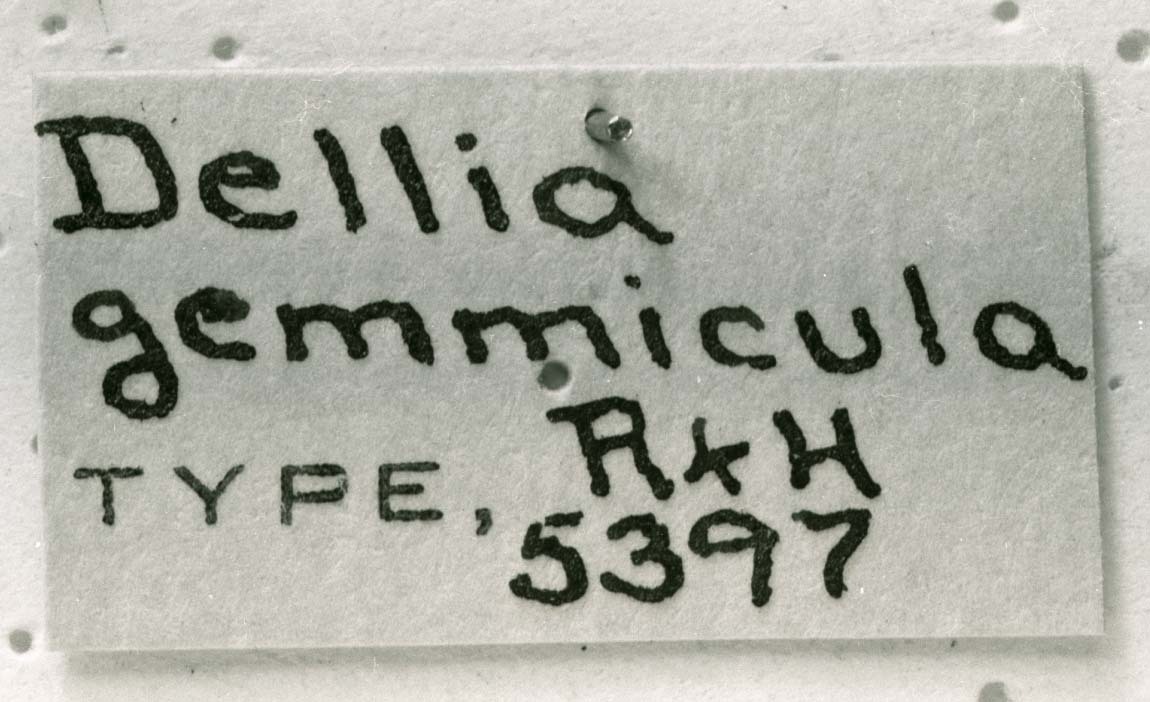 Dellia
gemmicula
R & H
TYPE, 5397